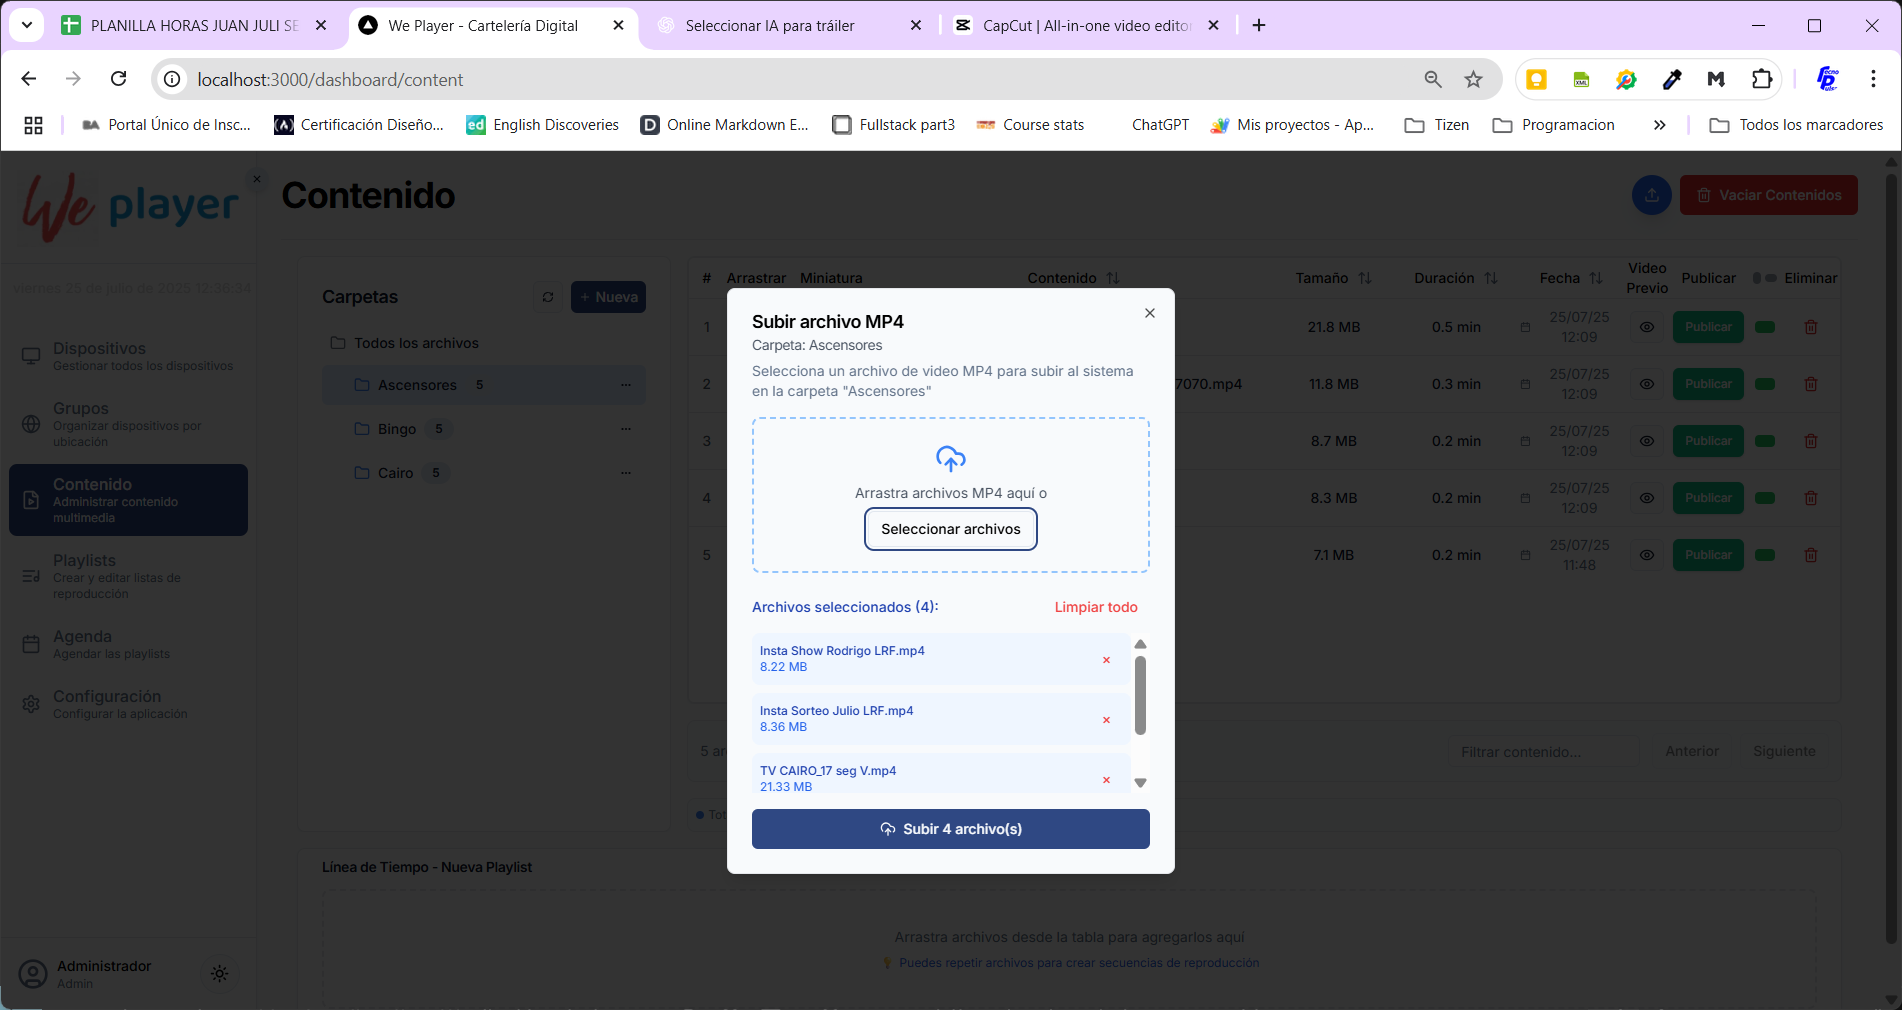 PLANILLA HORAS JUAN JULI SE
We Player - Cartelería Digital
Seleccionar IA para tráiler
CapCut | All-in-one video edito
localhost:3000/dashboard/content
Portal Único de Insc...
Certificación Diseño...
English Discoveries
Online Markdown E...
Fullstack part3
Course stats
ChatGPT
Mis proyectos - Ap...
Tizen
Programacion
Todos los marcadores
We player
viernes 25 de julio de 2025 12:36:34
Dispositivos
Gestionar todos los dispositivos
Grupos
Organizar dispositivos por
ubicación
Contenido
Administrar contenido
multimedia
Playlists
Crear y editar listas de
reproducción
Agenda
Agendar las playlists
Configuración
Configurar la aplicación
Administrador
Admin
Contenido
Vaciar Contenidos
Carpetas
+ Nueva
Todos los archivos
Ascensores 5
Bingo 5
Cairo 5
# Arrastrar Miniatura Contenido Tamaño Duración Fecha Video Previo Publicar Eliminar
1 21.8 MB 0.5 min 25/07/25 12:09 Publicar
2 7070.mp4 11.8 MB 0.3 min 25/07/25 12:09 Publicar
3 8.7 MB 0.2 min 25/07/25 12:09 Publicar
4 8.3 MB 0.2 min 25/07/25 12:09 Publicar
5 7.1 MB 0.2 min 25/07/25 11:48 Publicar
Subir archivo MP4
Carpeta: Ascensores
Selecciona un archivo de video MP4 para subir al sistema
en la carpeta "Ascensores"
Arrastra archivos MP4 aquí o
Seleccionar archivos
Archivos seleccionados (4):
Limpiar todo
Insta Show Rodrigo LRF.mp4
8.22 MB
Insta Sorteo Julio LRF.mp4
8.36 MB
TV CAIRO_17 seg V.mp4
21.33 MB
Subir 4 archivo(s)
5 ar
Filtrar contenido...
Anterior
Siguiente
Tot
Línea de Tiempo - Nueva Playlist
Arrastra archivos desde la tabla para agregarlos aquí
Puedes repetir archivos para crear secuencias de reproducción